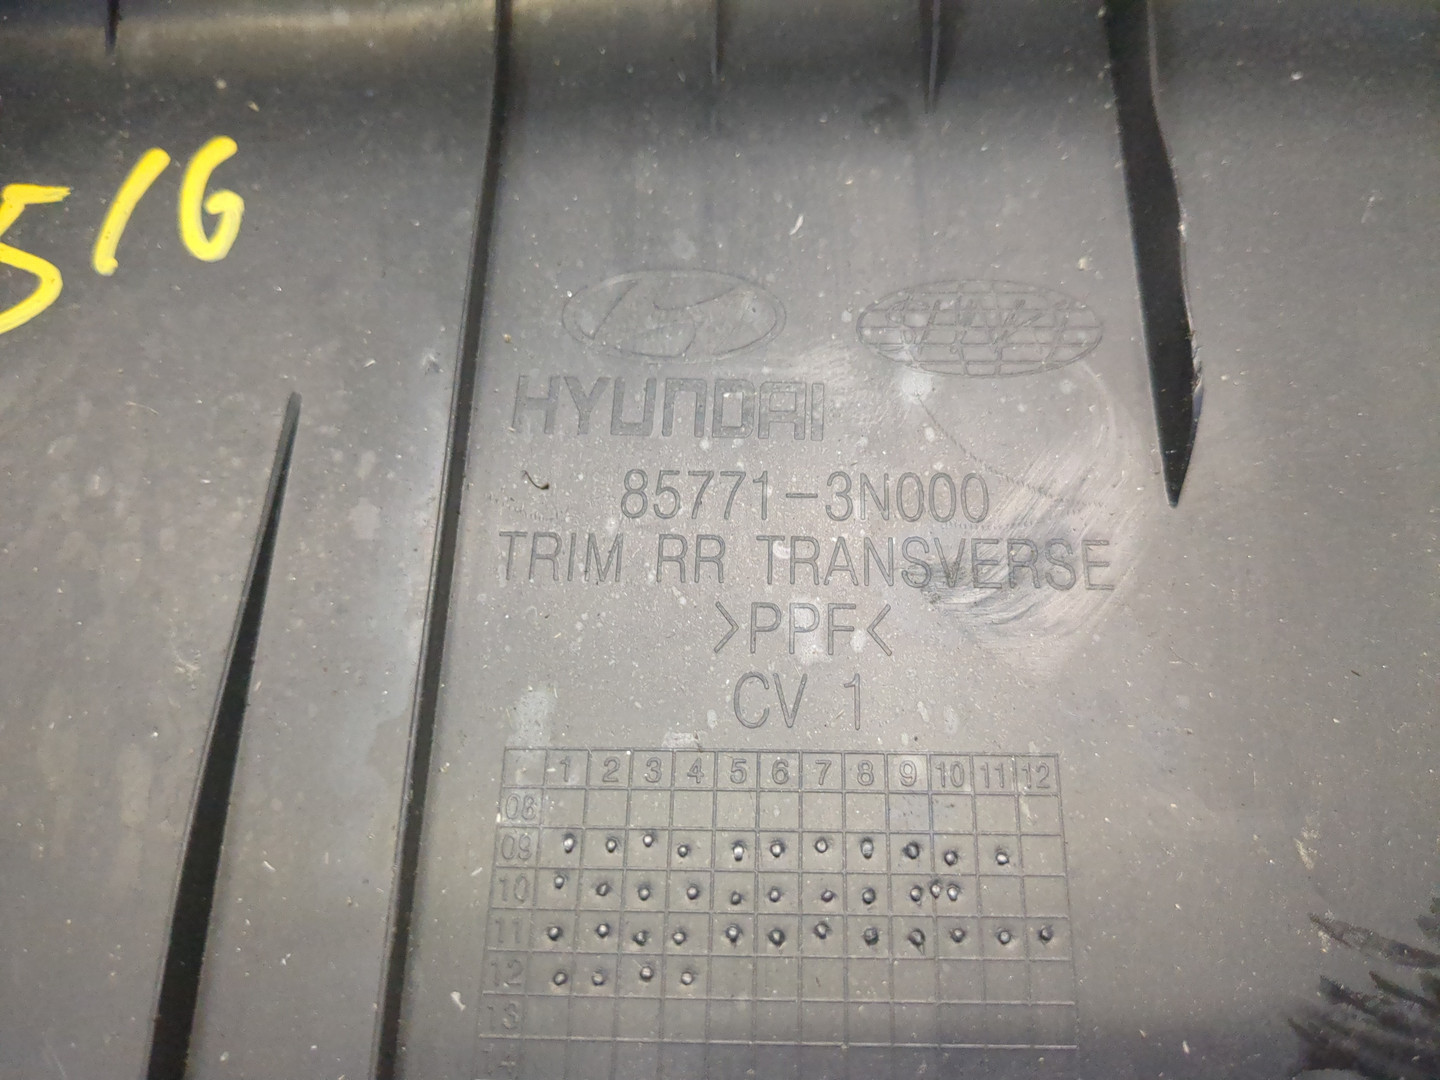 516
HYUNDAI
85771-3N000
TRIM RR TRANSVERSE
>PPF<
CV 1
1 2 3 4 5 6 7 8 9 10 11 12
08
09
10
11
12
13